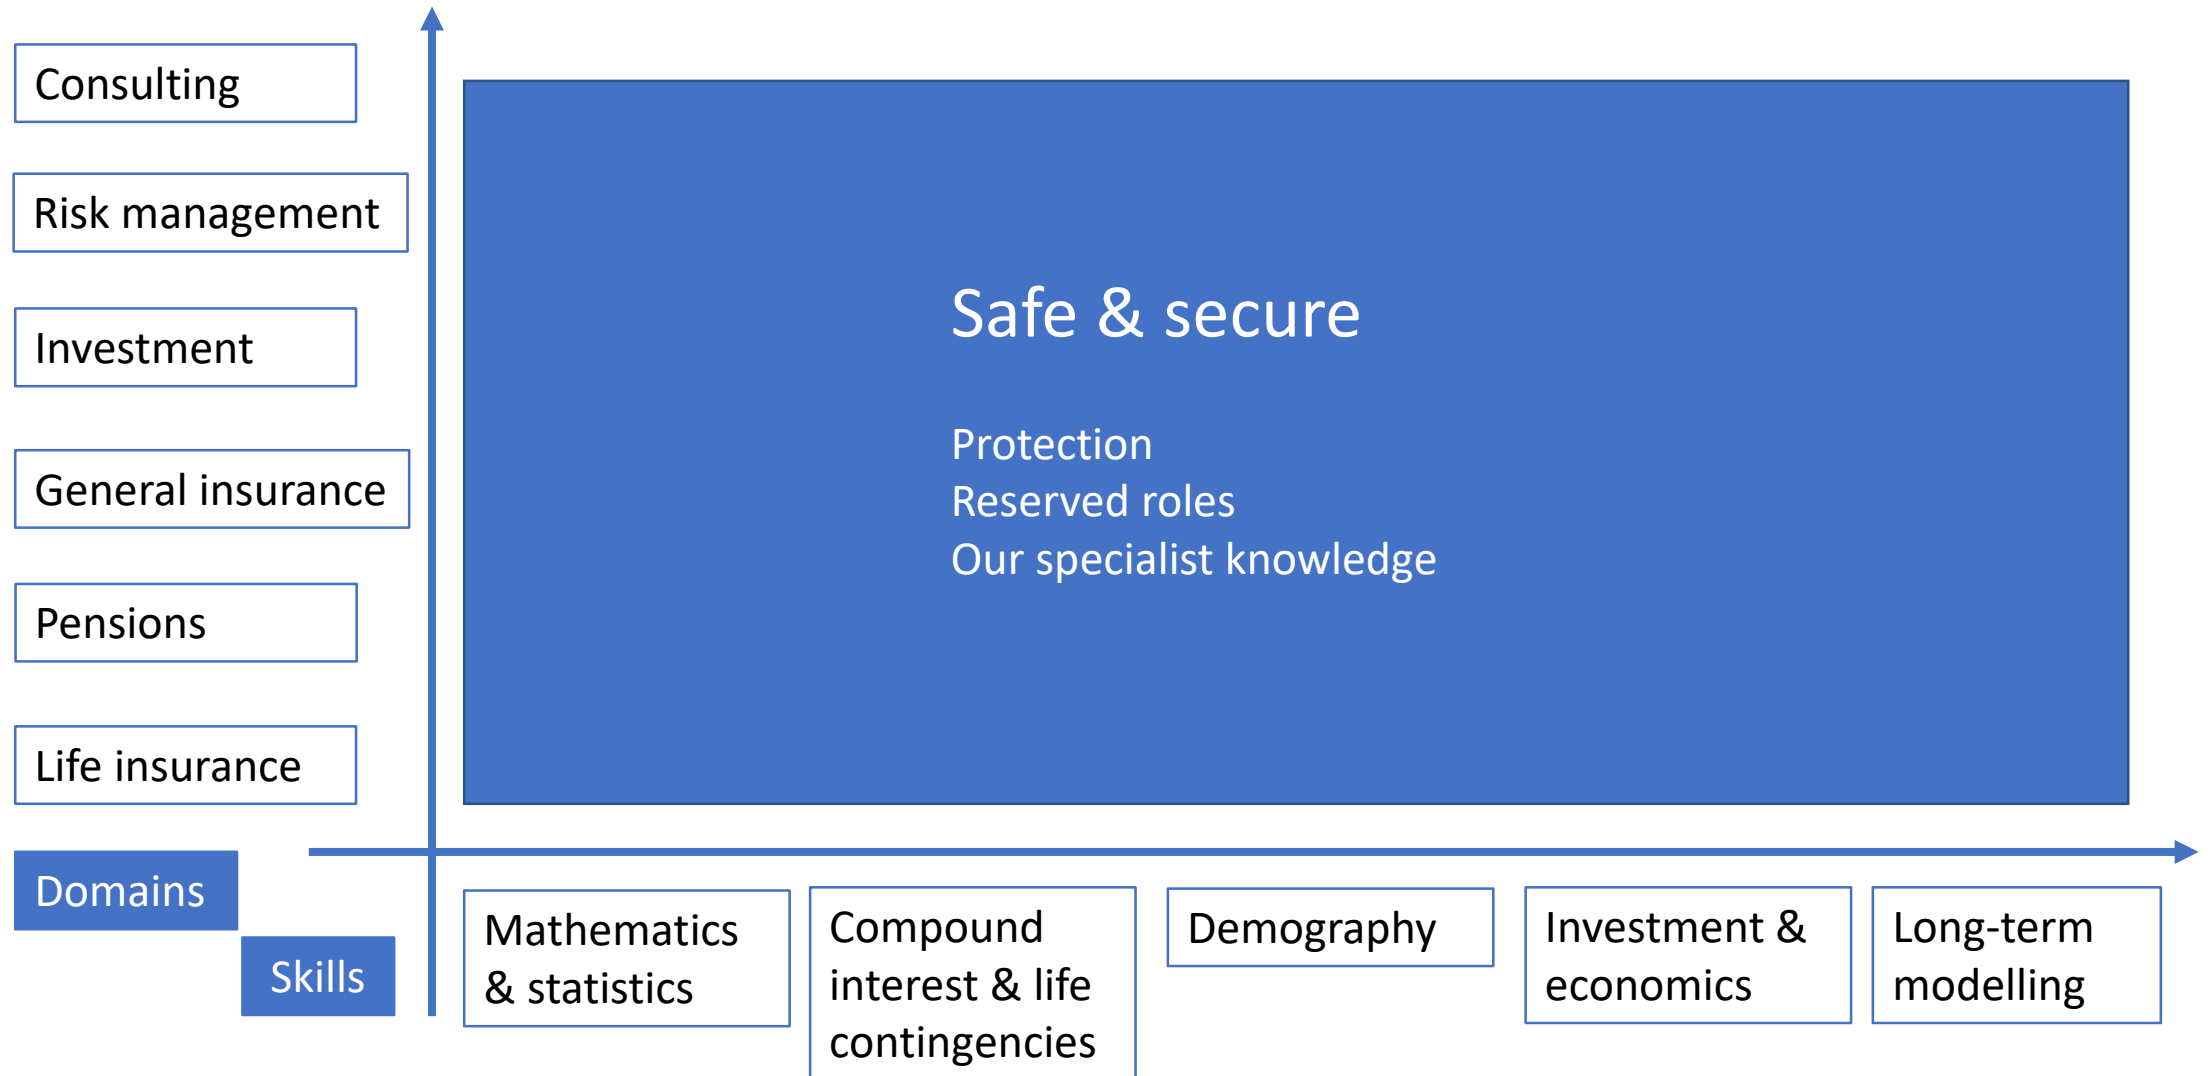 Consulting
Risk management
Investment
General insurance
Pensions
Life insurance
Domains
Skills
Safe & secure
Protection
Reserved roles
Our specialist knowledge
Mathematics
& statistics
Compound
interest & life
contingencies
Demography
Investment &
economics
Long-term
modelling